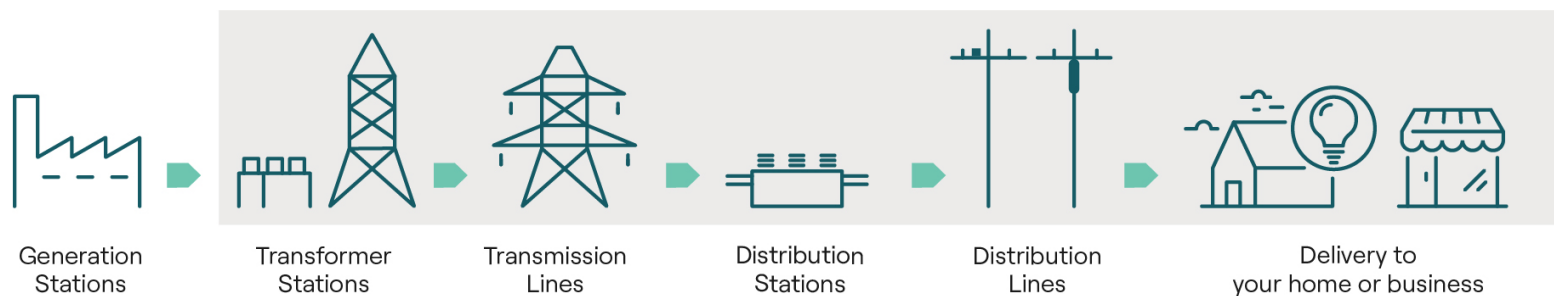 Generation
Stations
Transformer
Stations
Transmission
Lines
Distribution
Stations
Distribution
Lines
Delivery to
your home or business